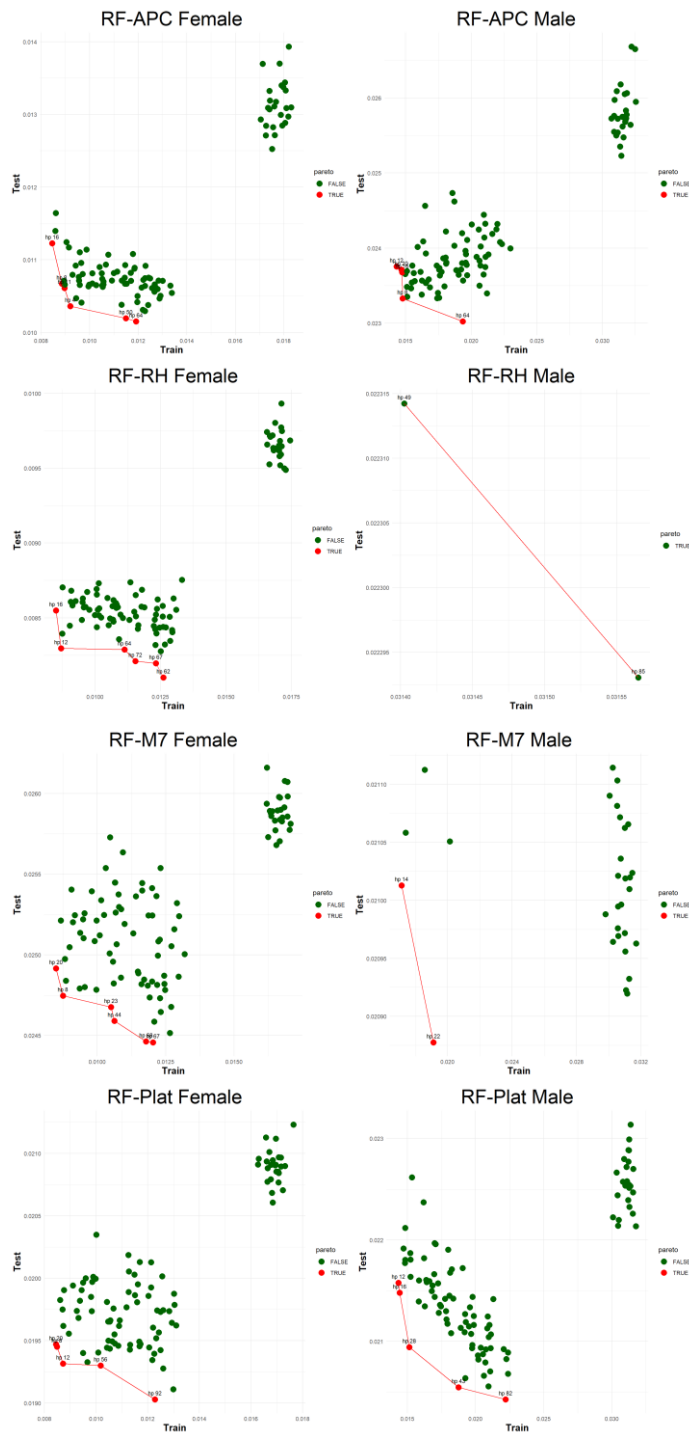 RF-APC Female
RF-APC Male
0.014
0.013
0.012
0.011
0.010
Test
hp 16
hp 50
hp 64
0.008
0.010
0.012
0.014
0.016
0.018
Train
pareto
FALSE
TRUE
0.026
0.025
0.024
0.023
Test
hp 64
0.015
0.020
0.025
0.030
Train
pareto
FALSE
TRUE
RF-RH Female
RF-RH Male
0.0100
0.0095
0.0090
0.0085
Test
hp 16
hp 12
hp 64
hp 72
hp 67
hp 62
0.0100
0.0125
0.0150
0.0175
Train
pareto
FALSE
TRUE
0.022315
0.022310
0.022305
0.022300
0.022295
Test
hp 49
hp 85
0.03140
0.03145
0.03150
0.03155
Train
pareto
TRUE
RF-M7 Female
RF-M7 Male
0.0260
0.0255
0.0250
0.0245
Test
hp 20
hp 8
hp 23
hp 44
0.0100
0.0125
0.0150
Train
pareto
FALSE
TRUE
0.02110
0.02105
0.02100
0.02095
0.02090
Test
hp 14
hp 22
0.020
0.024
0.028
0.032
Train
pareto
FALSE
TRUE
RF-Plat Female
RF-Plat Male
0.0210
0.0205
0.0200
0.0195
0.0190
Test
hp 12
hp 56
hp 92
0.008
0.010
0.012
0.014
0.016
0.018
Train
pareto
FALSE
TRUE
0.023
0.022
0.021
Test
hp 12
hp 16
hp 28
hp 43
hp 82
0.015
0.020
0.025
0.030
Train
pareto
FALSE
TRUE